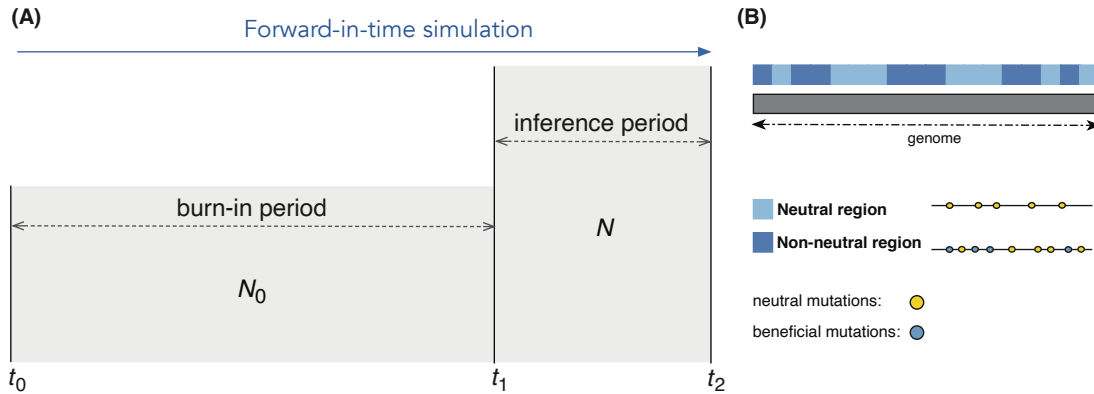 (A)
Forward-in-time simulation
inference period
burn-in period
N
N0
t0
t1
t2
(B)
genome
Neutral region
Non-neutral region
neutral mutations:
beneficial mutations: